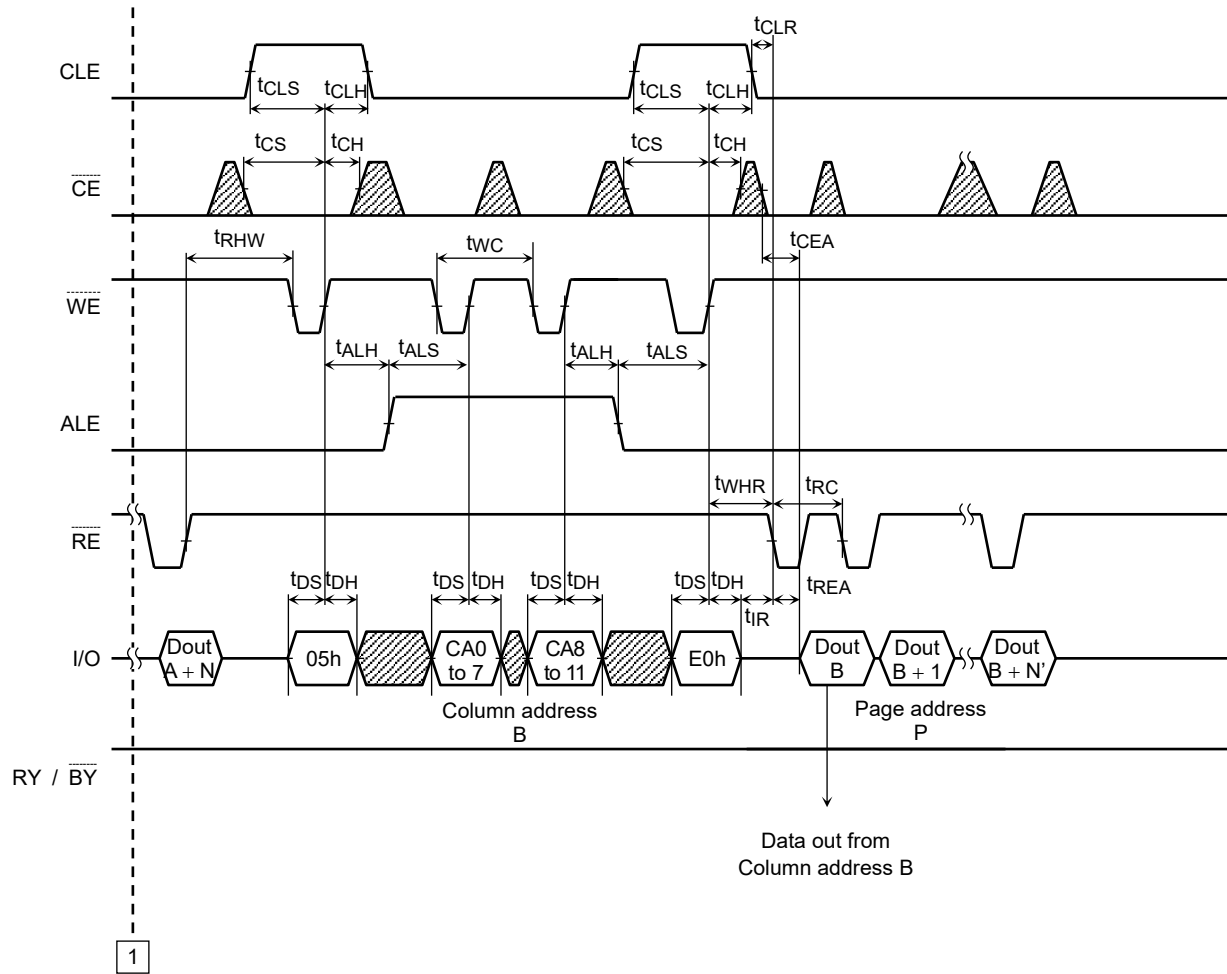 tCLR
CLE
tCLS tCLH tCLS tCLH
tCS tCH tCS tCH
CE
tRHW tWC tCEA
WE
tALH tALS tALH tALS
ALE
tWHR tRC
RE
tDS tDH tDS tDH tDS tDH tDS tDH tREA
tIR
I/O
Dout
A + N
05h
CA0
to 7
CA8
to 11
E0h
Dout
B
Dout
B + 1
Dout
B + N’
Column address
B
Page address
P
RY / BY
Data out from
Column address B
1